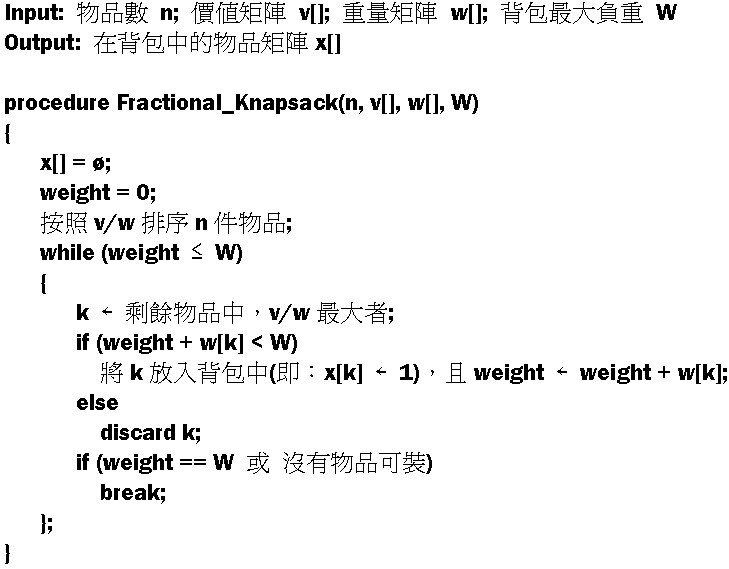 Input: 物品數 n; 價值矩陣 v[]; 重量矩陣 w[]; 背包最大負重 W
Output: 在背包中的物品矩陣 x[]
procedure Fractional_Knapsack(n, v[], w[], W)
{
x[] = ø;
weight = 0;
按照 v/w 排序 n 件物品;
while (weight ≤ W)
{
k ← 剩餘物品中，v/w 最大者;
if (weight + w[k] < W)
將 k 放入背包中(即：x[k] ← 1)，且 weight ← weight + w[k];
else
discard k;
if (weight == W 或 沒有物品可裝)
break;
};
}